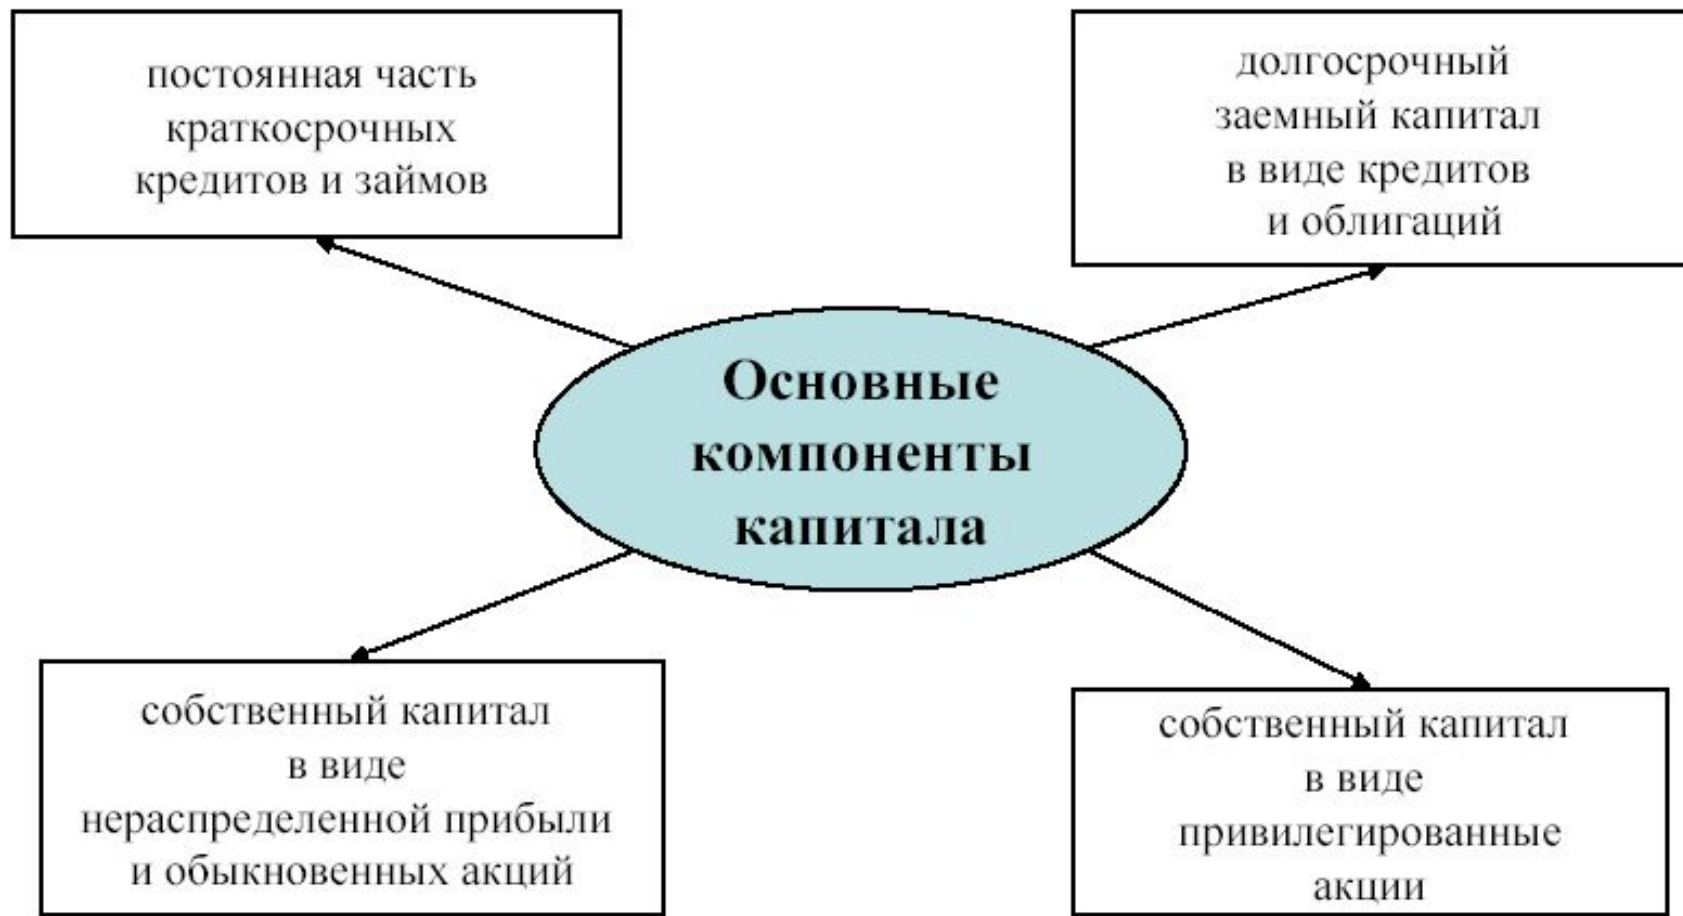 постоянная часть
краткосрочных
кредитов и займов
долгосрочный
заемный капитал
в виде кредитов
и облигаций
Основные
компоненты
капитала
собственный капитал
в виде
нераспределенной прибыли
и обыкновенных акций
собственный капитал
в виде
привилегированные
акции